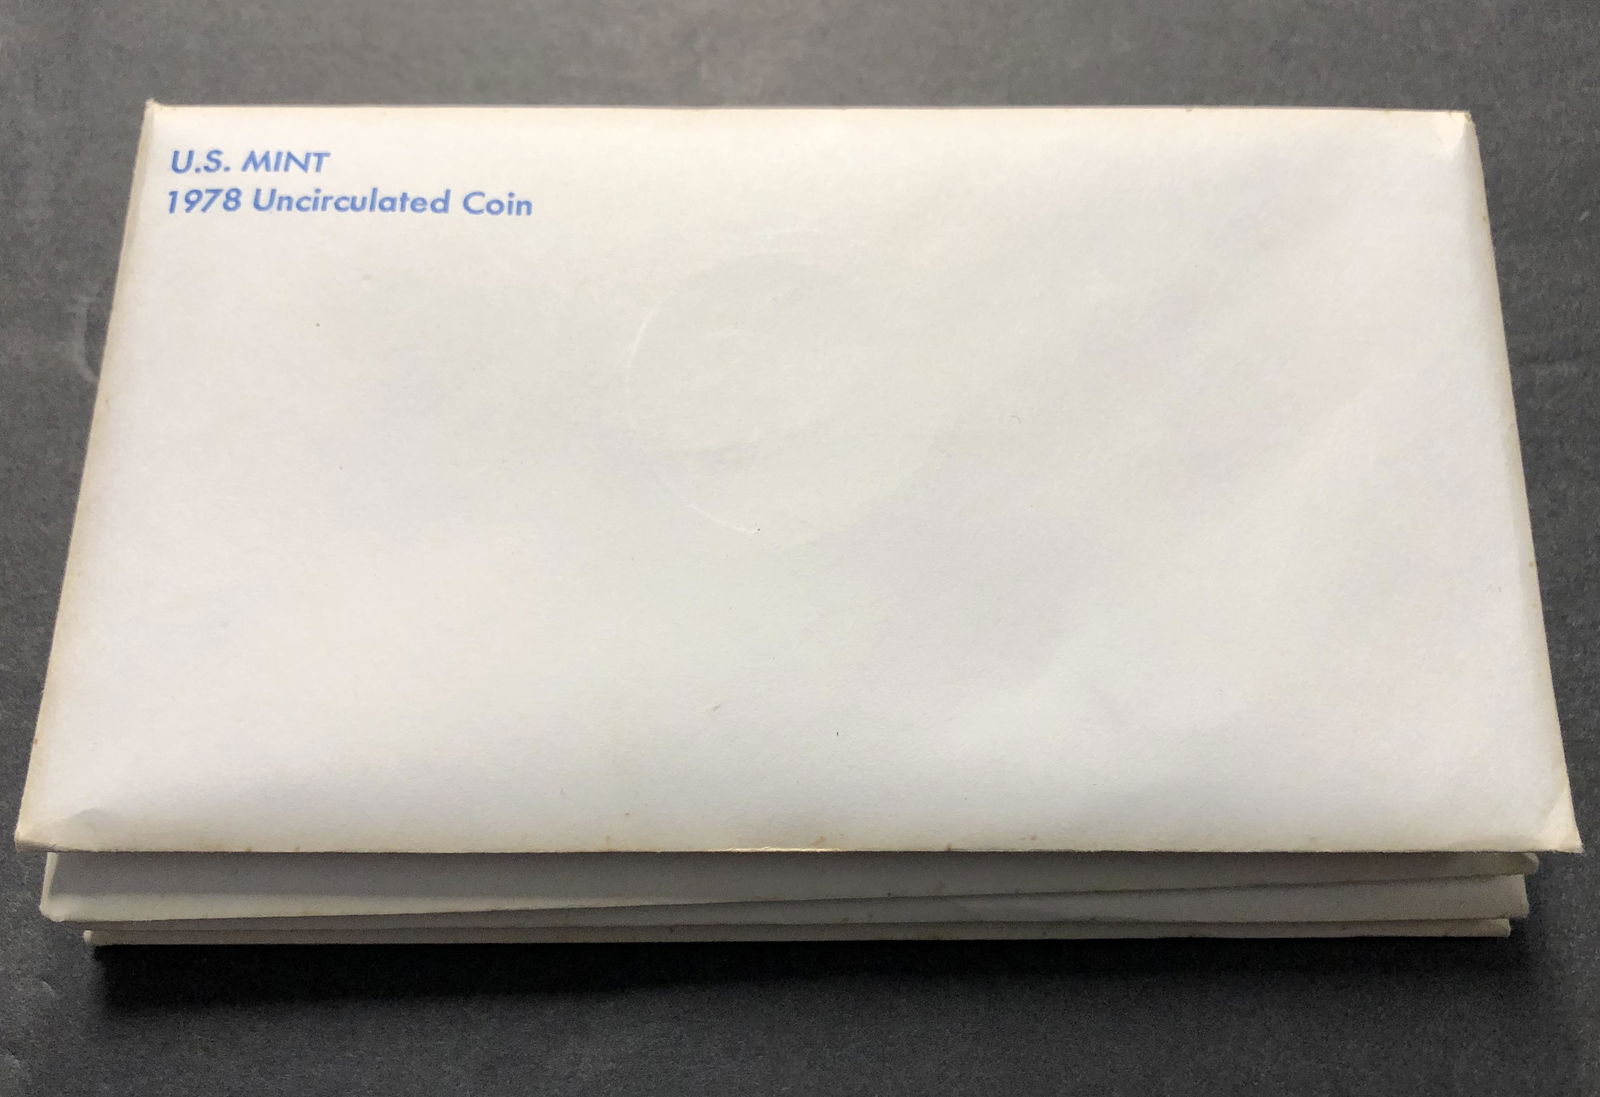 U.S. MINT
1978 Uncirculated Coin